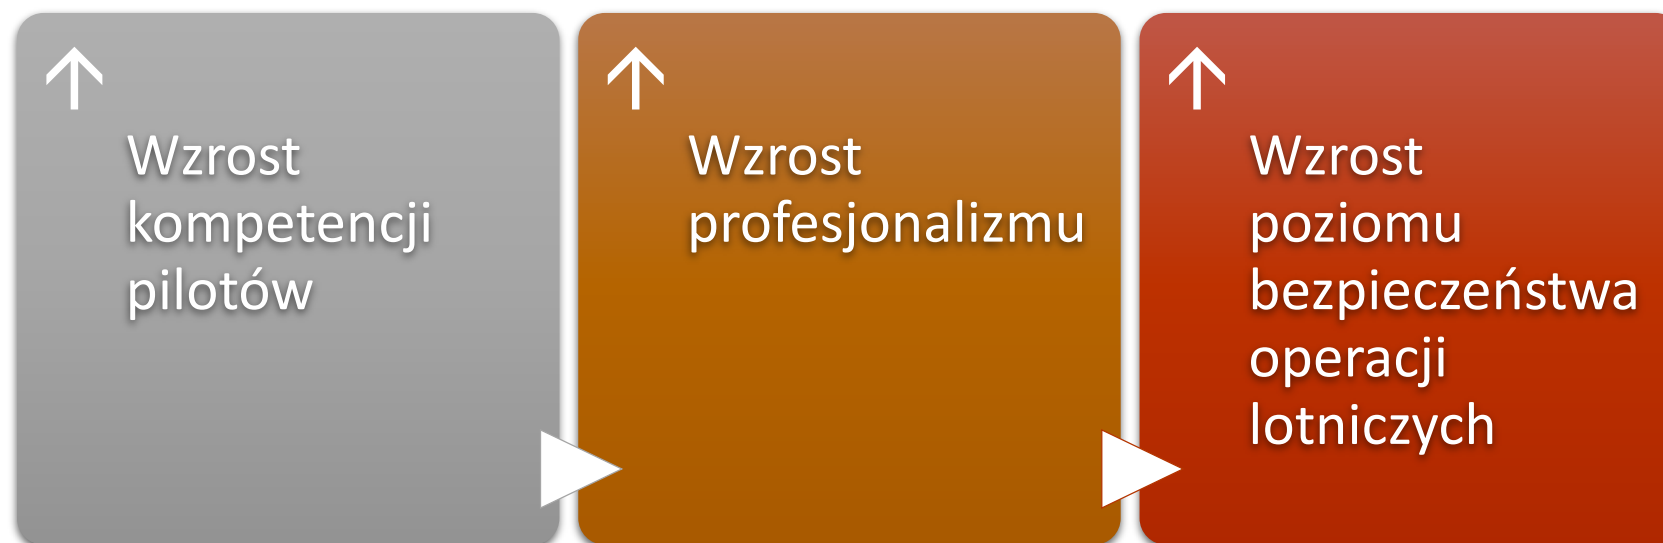 Wzrost
kompetencji
pilotów
Wzrost
profesjonalizmu
Wzrost
poziomu
bezpieczeństwa
operacji
lotniczych